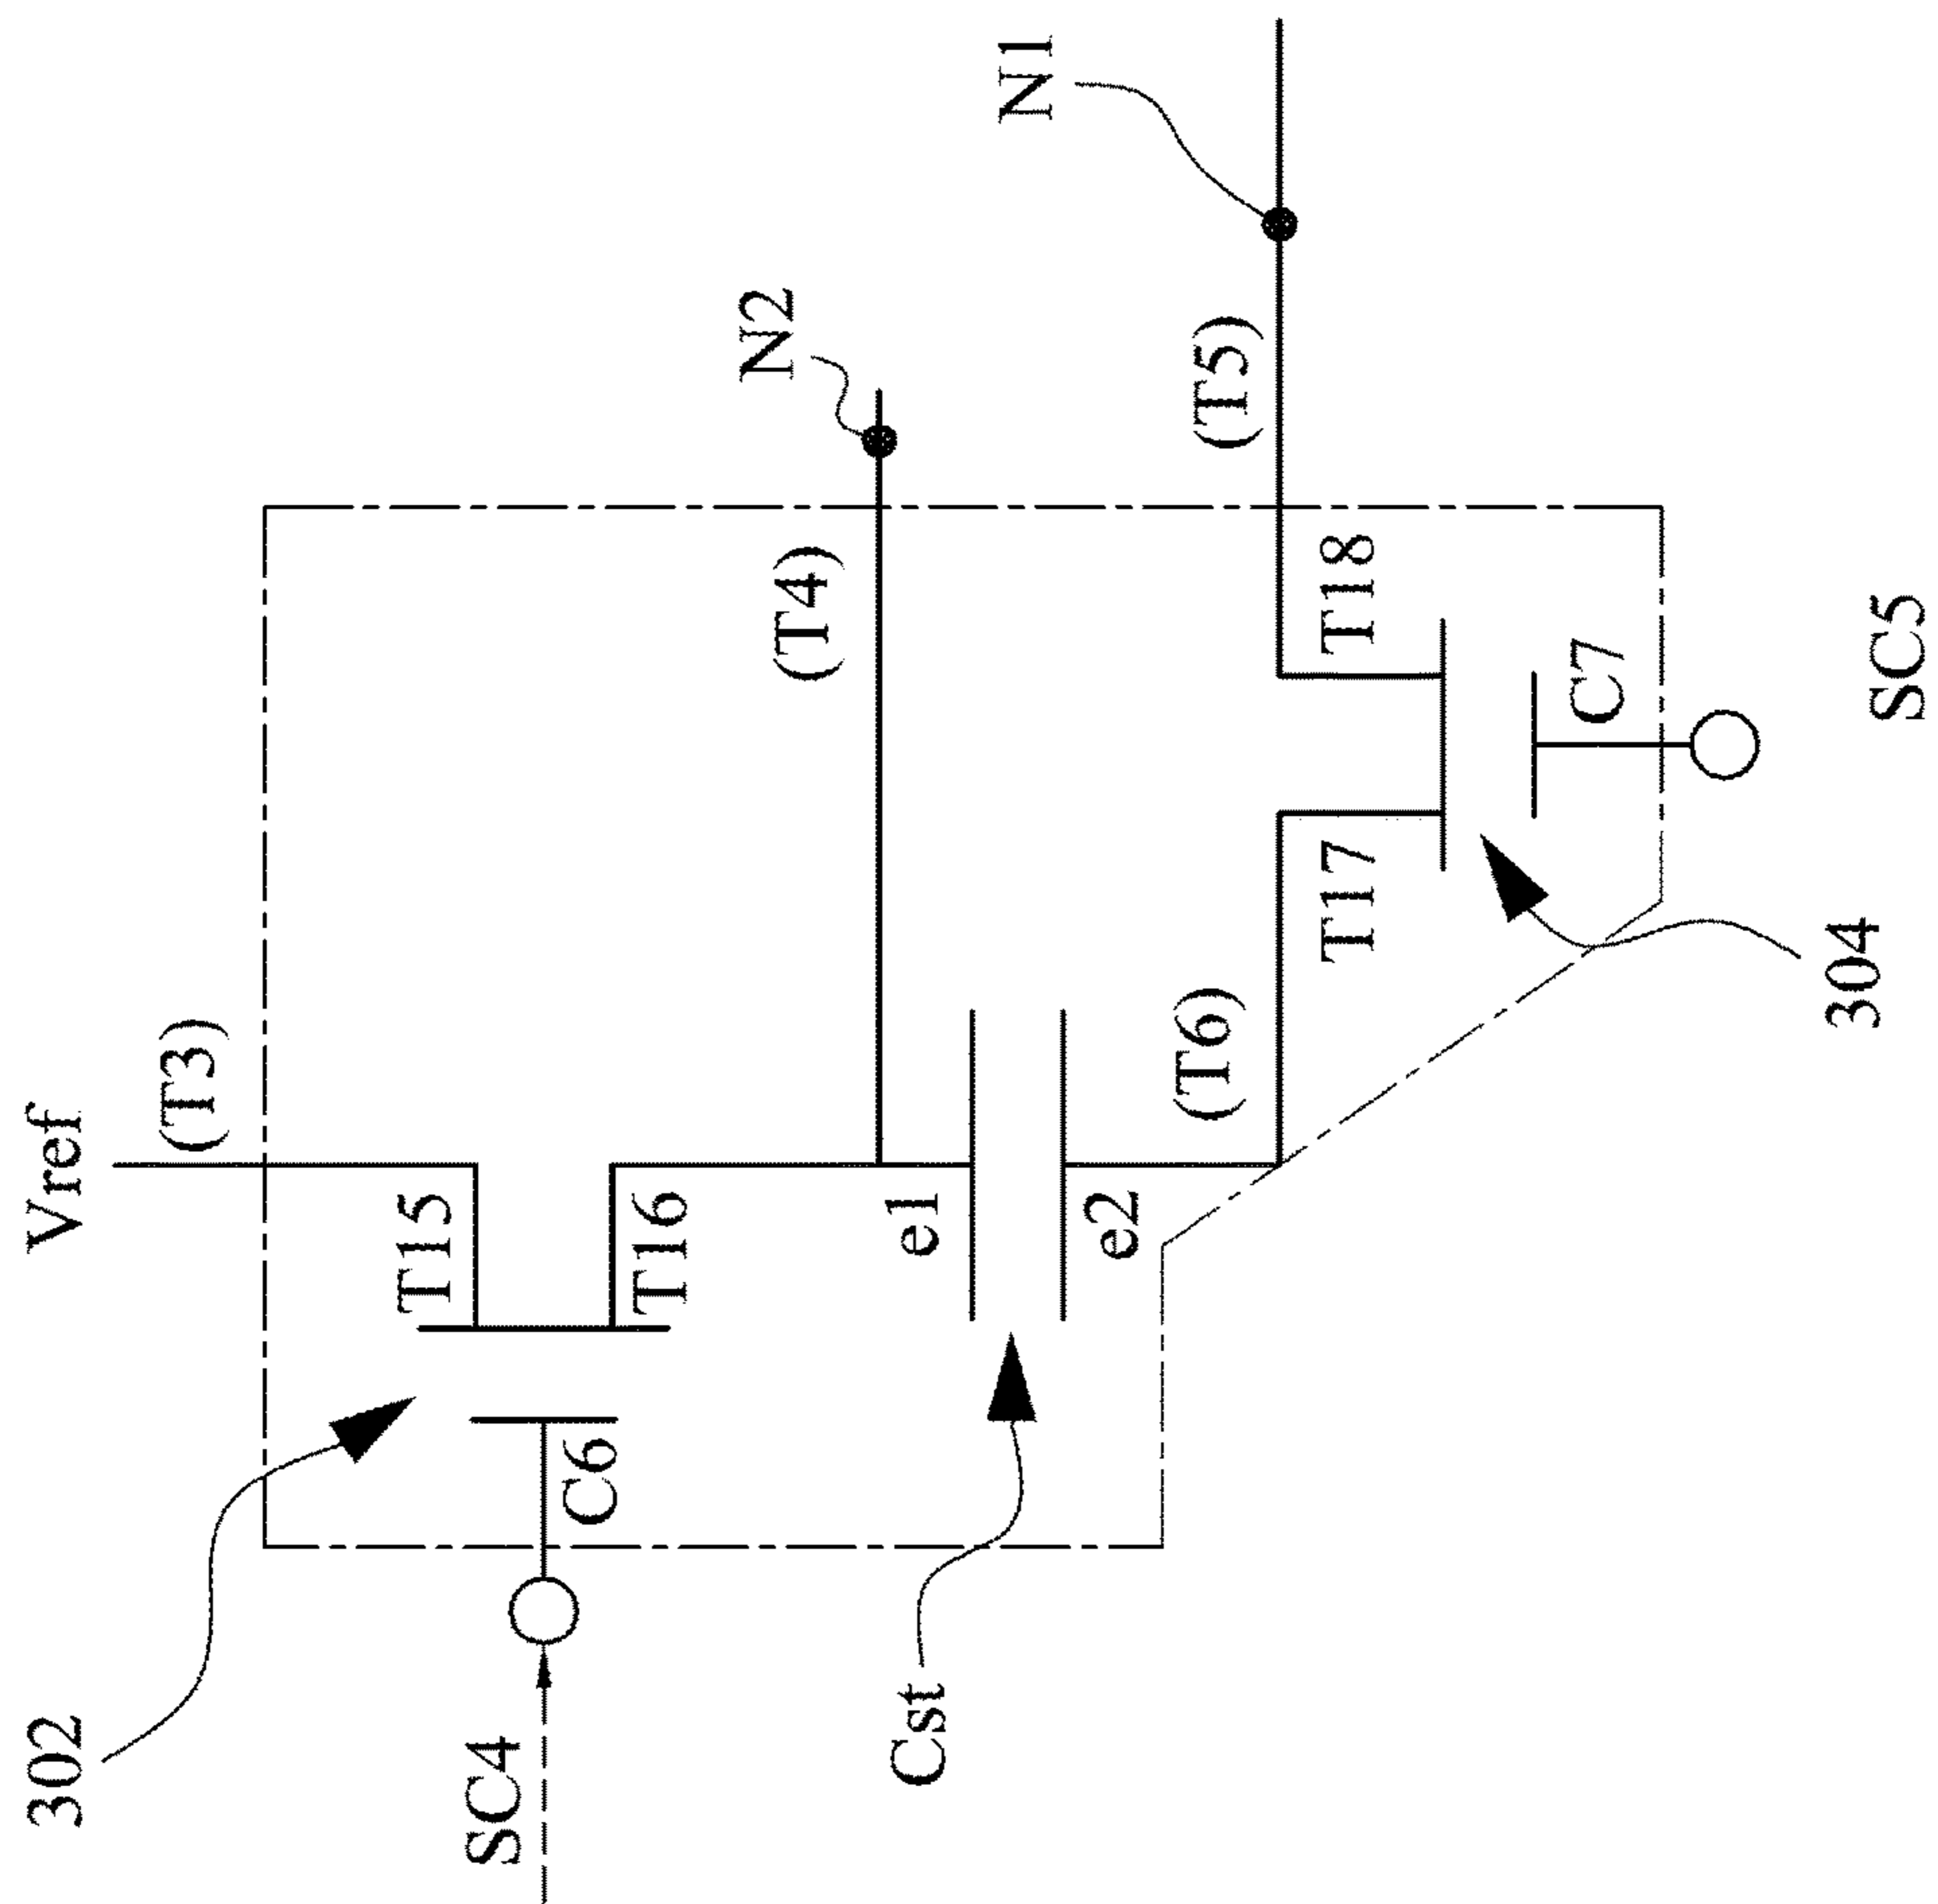 Vref
(T3)
302
T15
T16
C6
SC4
N2
(T4)
e1
Cst
e2
(T6)
N1
(T5)
T18
T17
C7
SC5
304